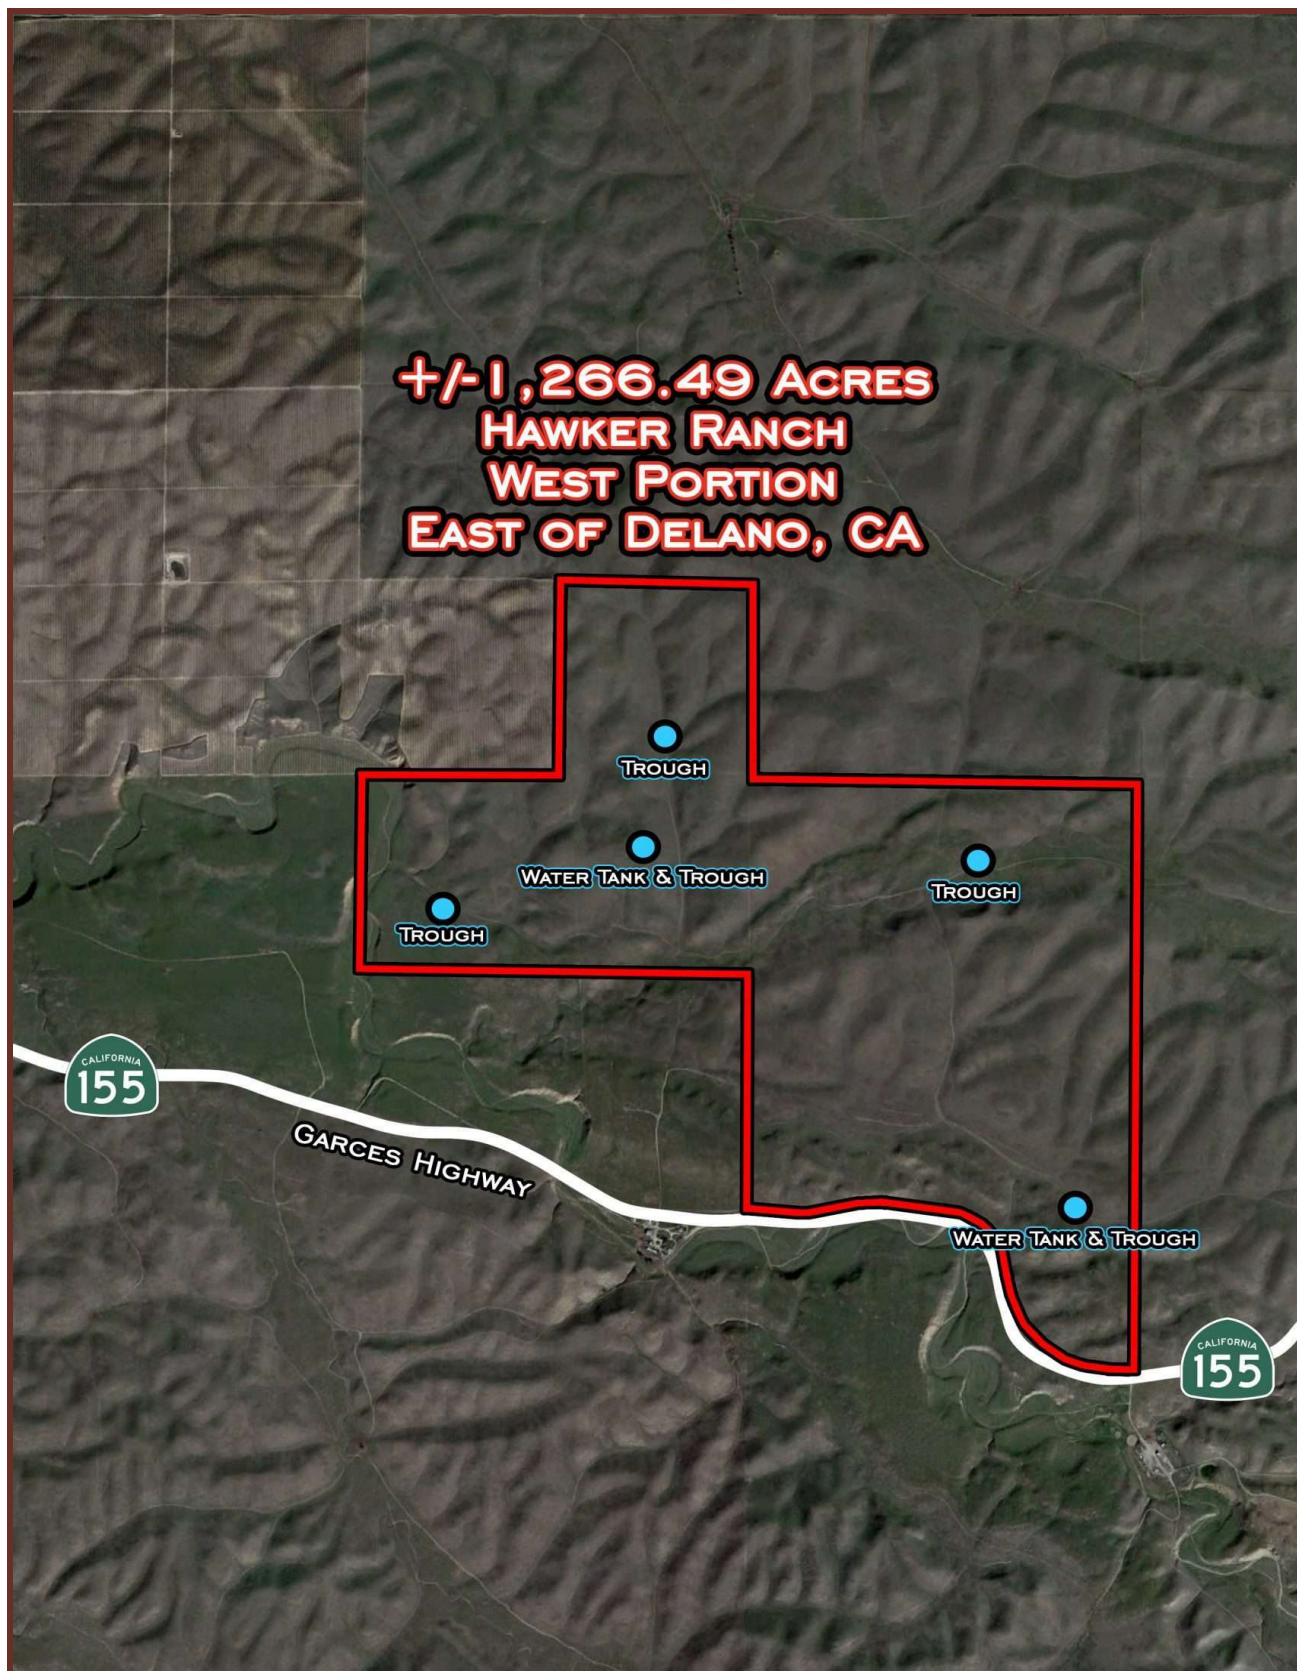 +/-1,266.49 Acres
Hawker Ranch
West Portion
East of Delano, CA
Trough
Water Tank & Trough
Trough
Trough
CALIFORNIA
155
Garces Highway
Water Tank & Trough
CALIFORNIA
155